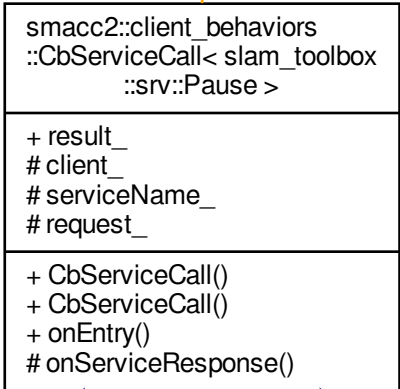 smacc2::client_behaviors
::CbServiceCall< slam_toolbox
::srv::Pause >
+ result_
# client_
# serviceName_
# request_
+ CbServiceCall()
+ CbServiceCall()
+ onEntry()
# onServiceResponse()